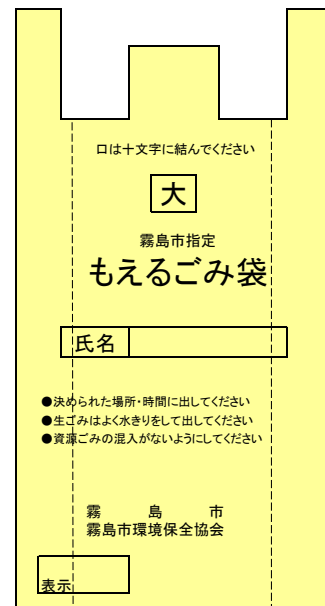 口は十文字に結んでください
大
霧島市指定
もえるごみ袋
氏名
●決められた場所・時間に出してください
●生ごみはよく水きりをして出してください
●資源ごみの混入がないようにしてください
霧島市
霧島市環境保全協会
表示